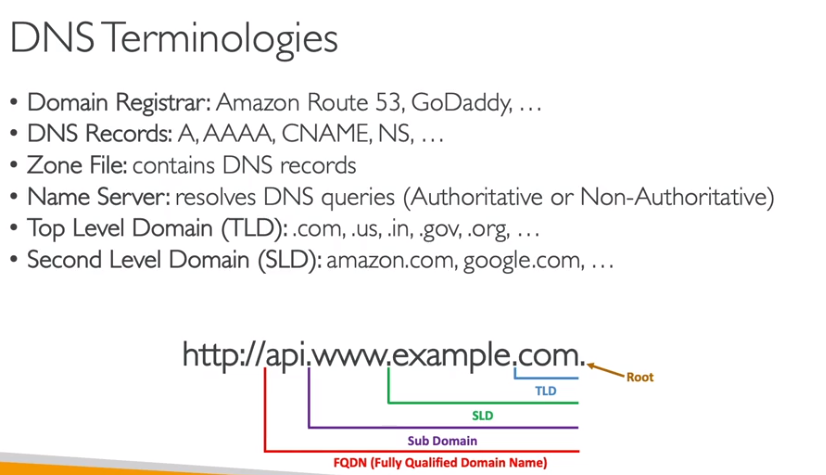 DNS Terminologies
• Domain Registrar: Amazon Route 53, GoDaddy, …
• DNS Records: A, AAAA, CNAME, NS, …
• Zone File: contains DNS records
• Name Server: resolves DNS queries (Authoritative or Non-Authoritative)
• Top Level Domain (TLD): .com, .us, .in, .gov, .org, …
• Second Level Domain (SLD): amazon.com, google.com, …
http://api.www.example.com.
Root
TLD
SLD
Sub Domain
FQDN (Fully Qualified Domain Name)